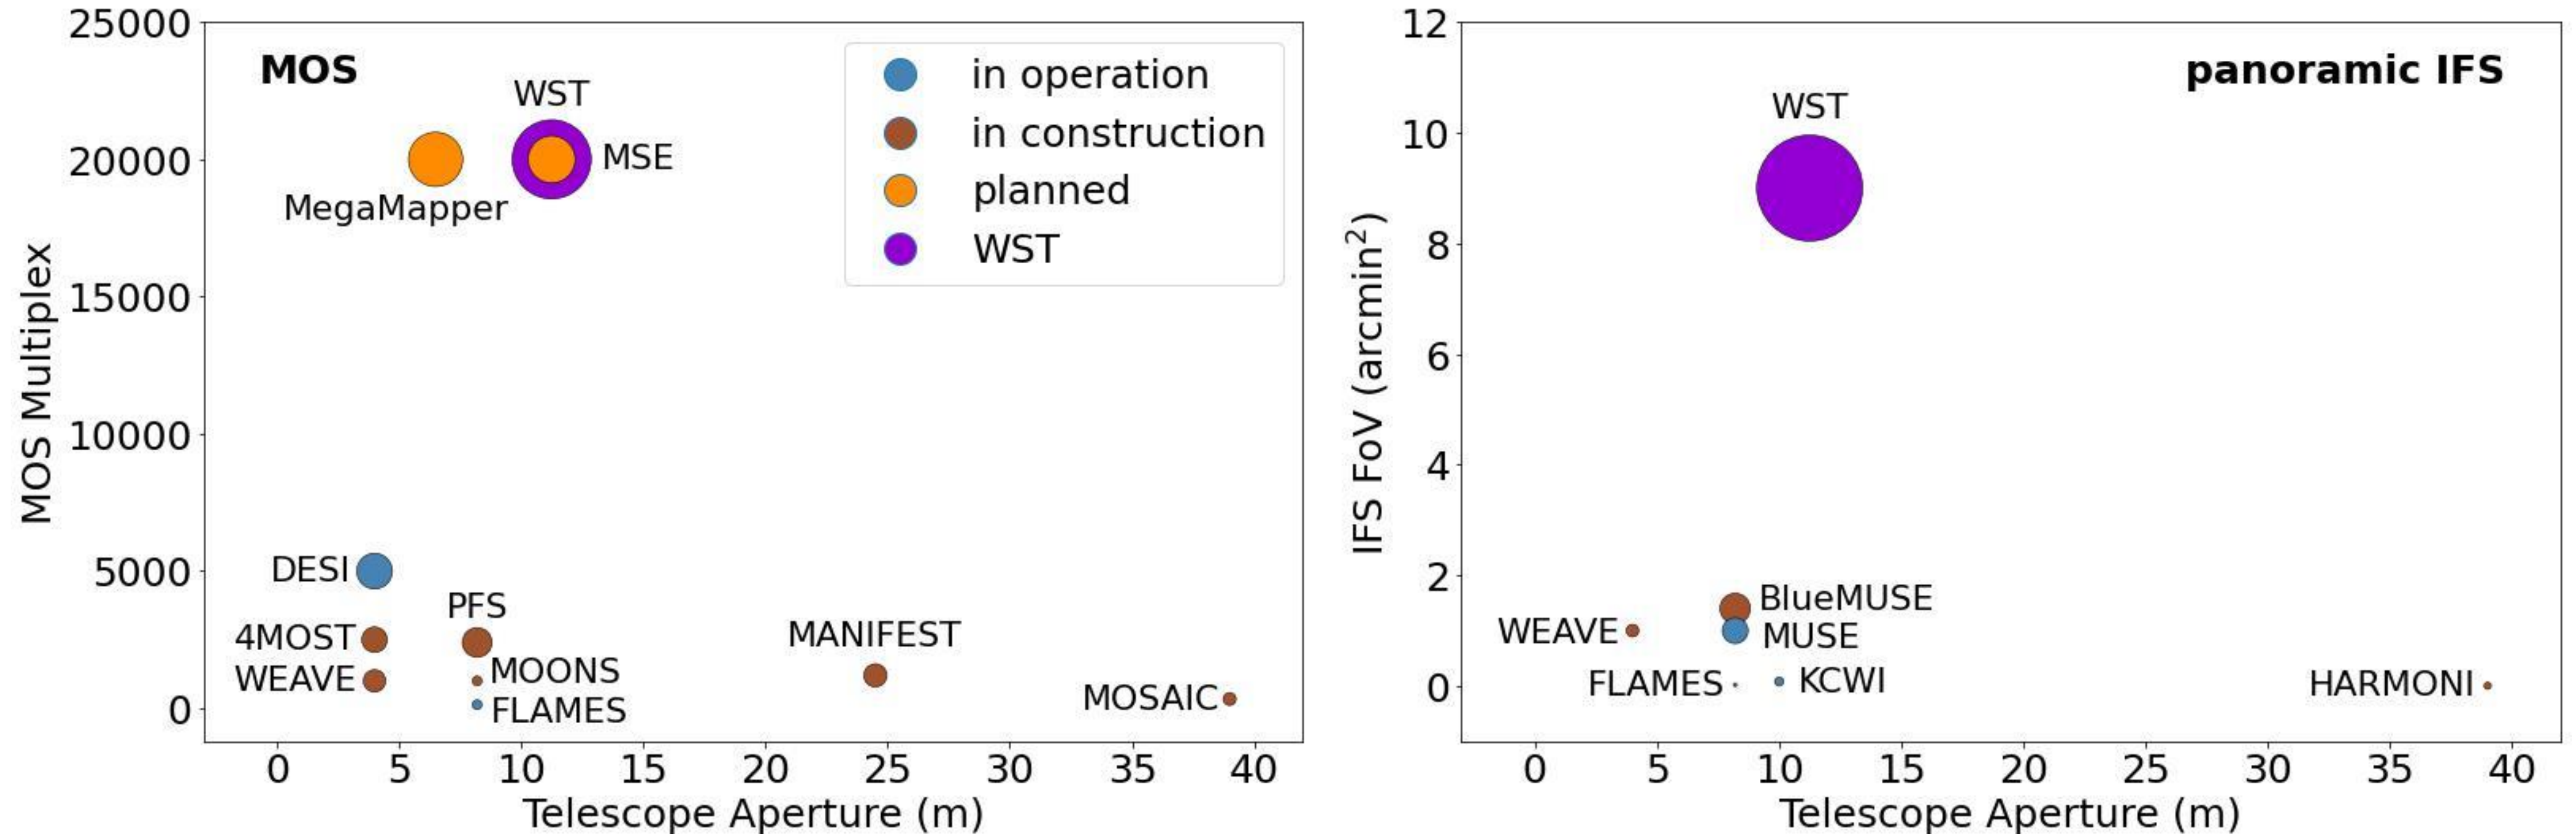 MOS
25000
20000
15000
10000
5000
0
MOS Multiplex
WST
MSE
MegaMapper
in operation
in construction
planned
WST
DESI
PFS
4MOST
WEAVE
MOONS
FLAMES
MANIFEST
MOSAIC
0 5 10 15 20 25 30 35 40
Telescope Aperture (m)
panoramic IFS
12
10
8
6
4
2
0
IFS FoV (arcmin²)
WST
BlueMUSE
WEAVE
MUSE
FLAMES
KCWI
HARMONI
0 5 10 15 20 25 30 35 40
Telescope Aperture (m)